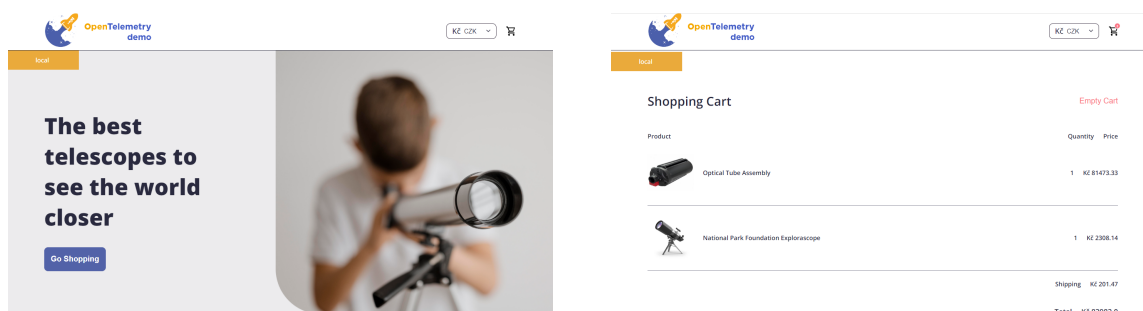 OpenTelemetry
demo
Kč CZK
local
The best
telescopes to
see the world
closer
Go Shopping
OpenTelemetry
demo
Kč CZK
local
Shopping Cart
Empty Cart
Product Quantity Price
Optical Tube Assembly 1 Kč 81473.33
National Park Foundation Explorascope 1 Kč 2308.14
Shipping Kč 201.47
Total